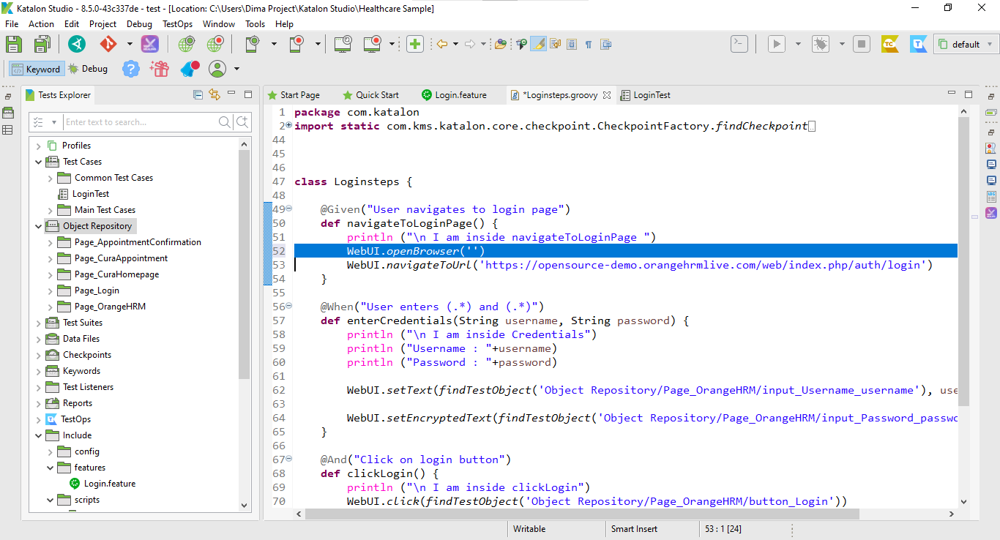 Katalon Studio - 8.5.0-43c337de - test - [Location: C:\Users\Dima Project\Katalon Studio\Healthcare Sample]
File Action Edit Project Debug TestOps Window Tools Help
TC T default
Keyword Debug
Tests Explorer
Enter text to search...
Profiles
Test Cases
Common Test Cases
LoginTest
Main Test Cases
Object Repository
Page_AppointmentConfirmation
Page_CuraAppointment
Page_CuraHomepage
Page_Login
Page_OrangeHRM
Test Suites
Data Files
Checkpoints
Keywords
Test Listeners
Reports
TestOps
Include
config
features
Login.feature
scripts
Start Page Quick Start Login.feature *Loginsteps.groovy LoginTest
1 package com.katalon
2 import static com.kms.katalon.core.checkpoint.CheckpointFactory.findCheckpoint
44
45
46
47 class Loginsteps {
48
49 @Given("User navigates to login page")
50 def navigateToLoginPage() {
51 println ("\n I am inside navigateToLoginPage ")
52 WebUI.openBrowser('')
53 WebUI.navigateToUrl('https://opensource-demo.orangehrmlive.com/web/index.php/auth/login')
54 }
55
56 @When("User enters (.*) and (.*)")
57 def enterCredentials(String username, String password) {
58 println ("\n I am inside Credentials")
59 println ("Username : "+username)
60 println ("Password : "+password)
61
62 WebUI.setText(findTestObject('Object Repository/Page_OrangeHRM/input_Username_username'), use
63
64 WebUI.setEncryptedText(findTestObject('Object Repository/Page_OrangeHRM/input_Password_passwo
65 }
66
67 @And("Click on login button")
68 def clickLogin() {
69 println ("\n I am inside clickLogin")
70 WebUI.click(findTestObject('Object Repository/Page_OrangeHRM/button_Login'))
Writable Smart Insert 53 : 1 [24]